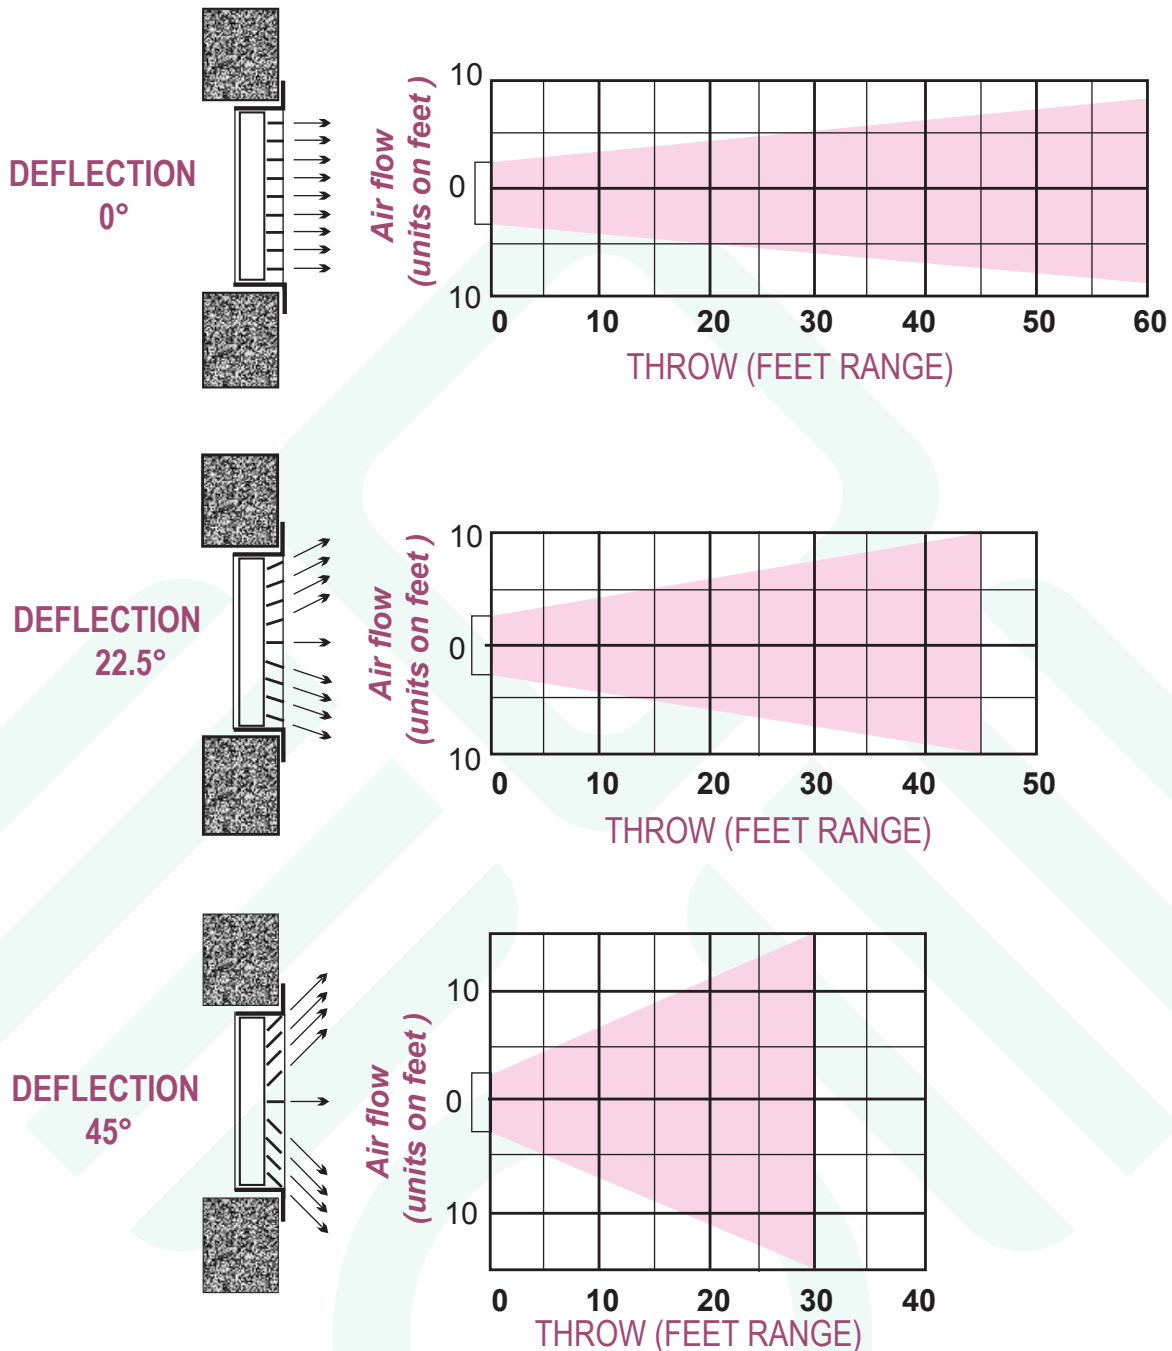 DEFLECTION
0°
Air flow
(units on feet )
10
0
10
0 10 20 30 40 50 60
THROW (FEET RANGE)
DEFLECTION
22.5°
Air flow
(units on feet )
10
0
10
0 10 20 30 40 50
THROW (FEET RANGE)
DEFLECTION
45°
Air flow
(units on feet )
10
0
10
0 10 20 30 40
THROW (FEET RANGE)